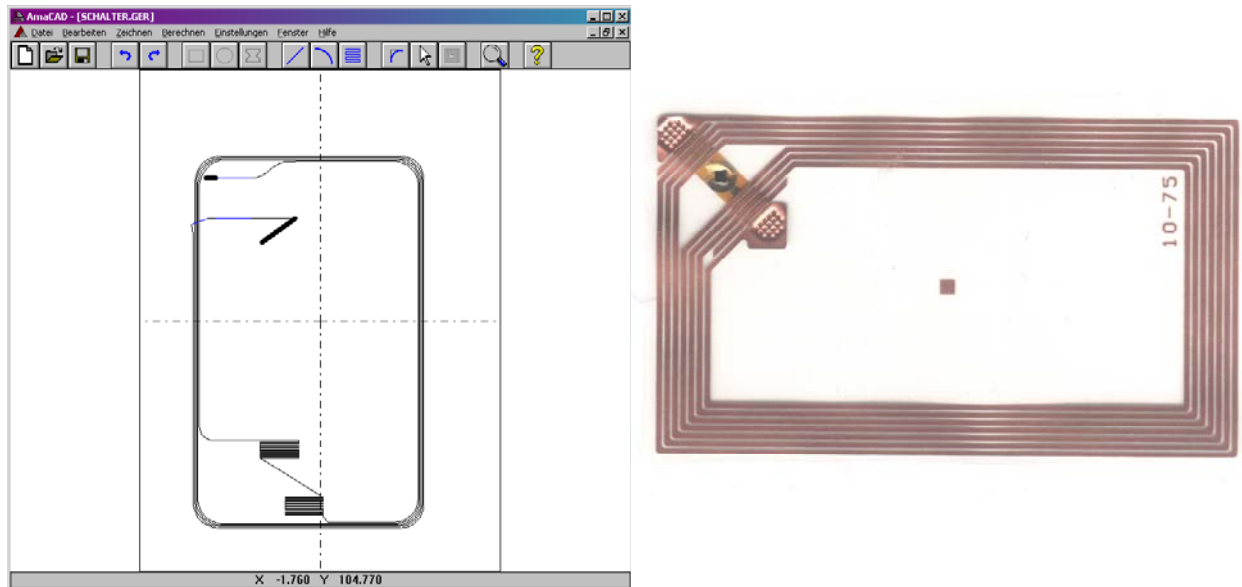 AmaCAD - [SCHALTER.GER]
Datei Bearbeiten Zeichnen Berechnen Einstellungen Fenster Hilfe
X -1.760 Y 104.770
10-75